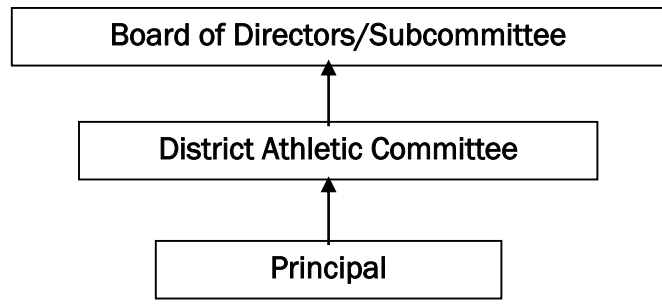 Board of Directors/Subcommittee
District Athletic Committee
Principal